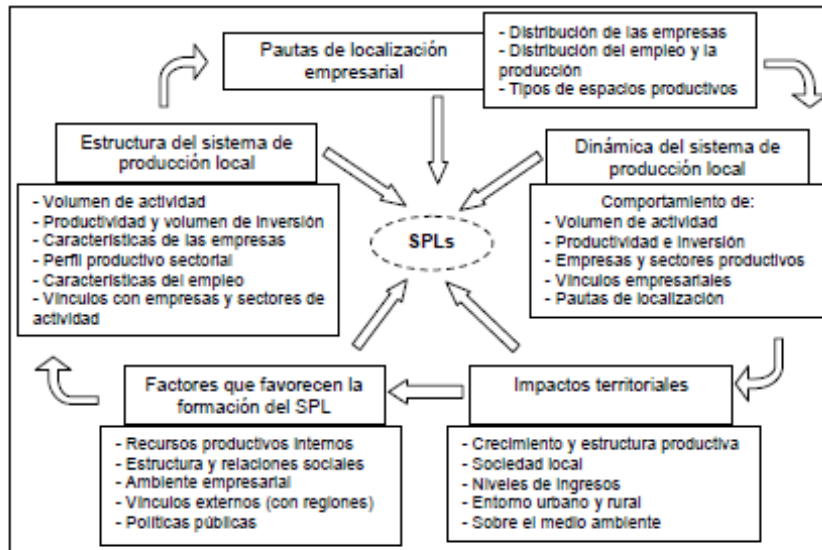 Pautas de localización
empresarial
- Distribución de las empresas
- Distribución del empleo y la
producción
- Tipos de espacios productivos
Estructura del sistema de
producción local
- Volumen de actividad
- Productividad y volumen de inversión
- Características de las empresas
- Perfil productivo sectorial
- Características del empleo
- Vínculos con empresas y sectores de
actividad
SPLs
Dinámica del sistema de
producción local
Comportamiento de:
- Volumen de actividad
- Productividad e inversión
- Empresas y sectores productivos
- Vínculos empresariales
- Pautas de localización
Factores que favorecen la
formación del SPL
- Recursos productivos internos
- Estructura y relaciones sociales
- Ambiente empresarial
- Vínculos externos (con regiones)
- Políticas públicas
Impactos territoriales
- Crecimiento y estructura productiva
- Sociedad local
- Niveles de ingresos
- Entorno urbano y rural
- Sobre el medio ambiente